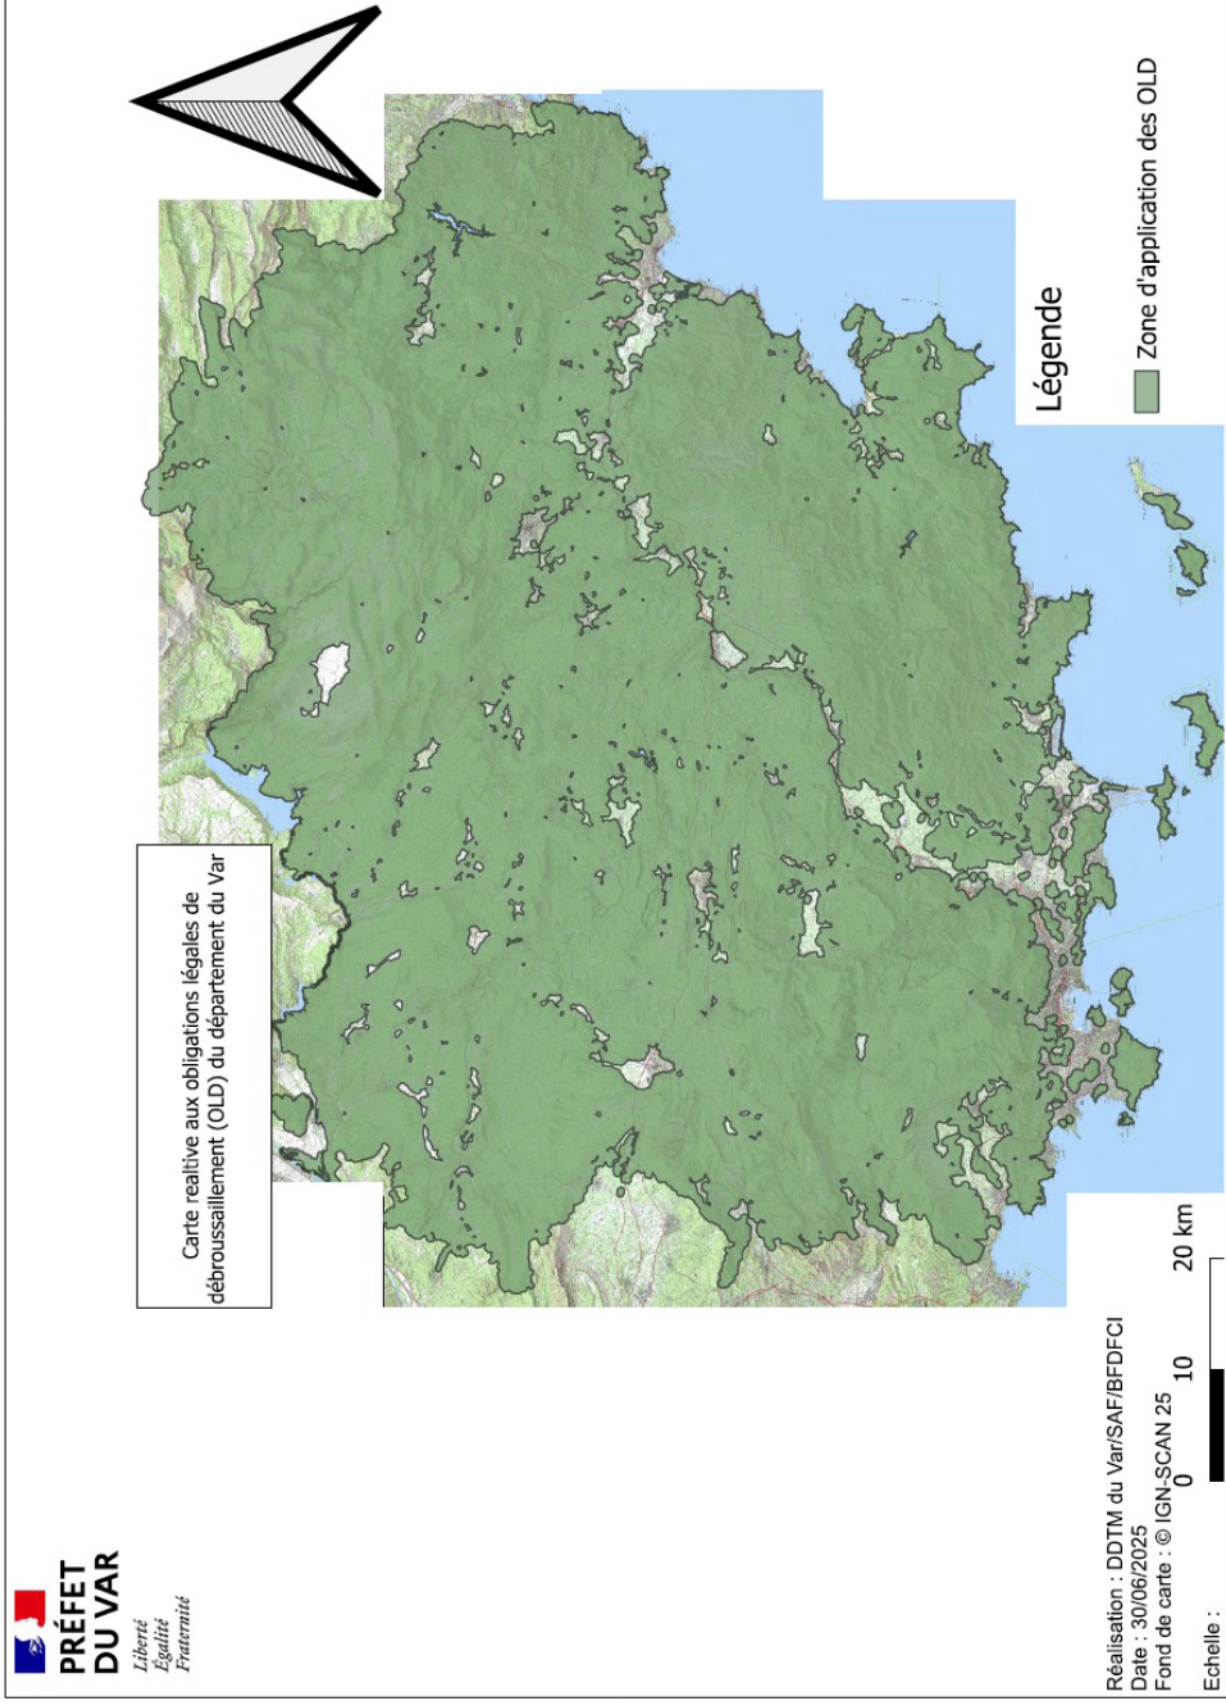 PRÉFET
DU VAR
Liberté
Égalité
Fraternité
Carte realtive aux obligations légales de
débroussaillement (OLD) du département du Var
Légende
Zone d'application des OLD
Réalisation : DDTM du Var/SAF/BFDFCI
Date : 30/06/2025
Fond de carte : © IGN-SCAN 25
Echelle :
0 10 20 km